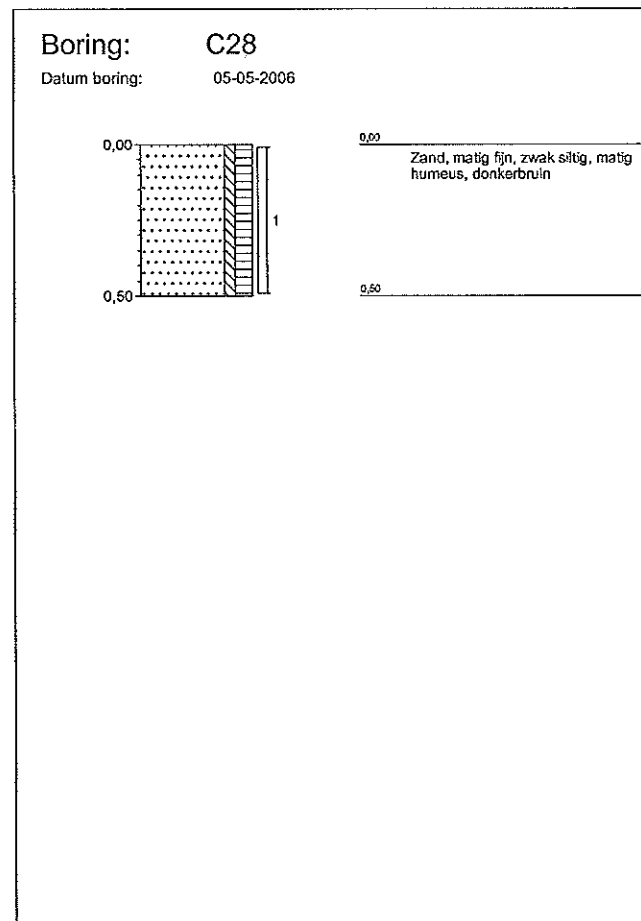 Boring: C28
Datum boring: 05-05-2006
0,00
0,50
1
0,00
Zand, matig fijn, zwak siltig, matig
humeus, donkerbruin
0,50